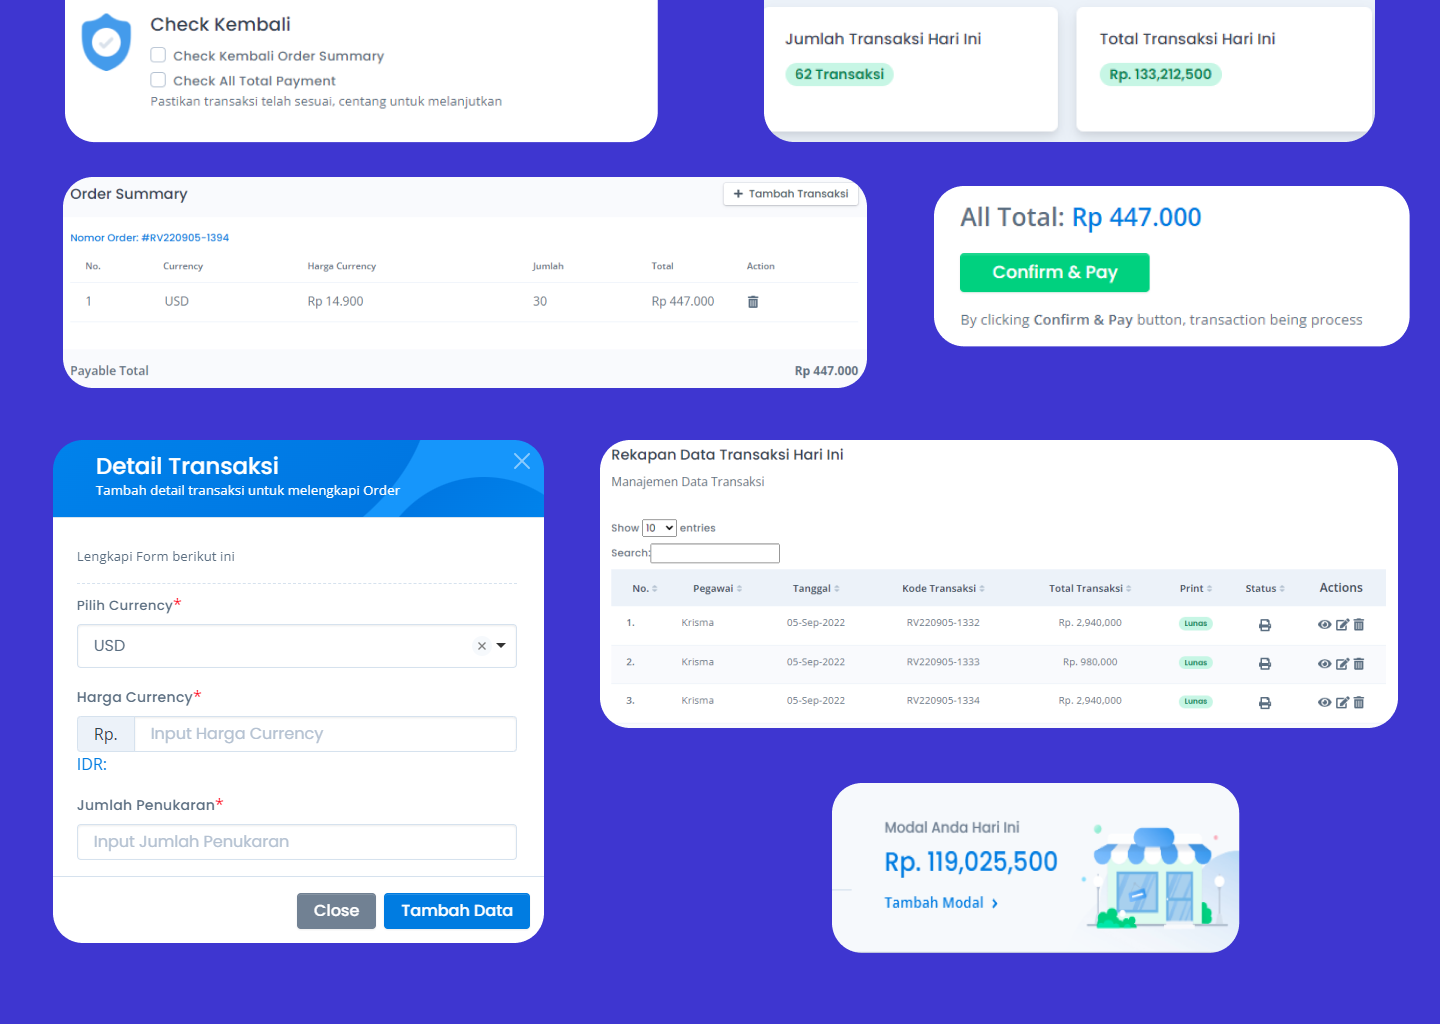 Check Kembali
Check Kembali Order Summary
Check All Total Payment
Pastikan transaksi telah sesuai, centang untuk melanjutkan
Jumlah Transaksi Hari Ini
62 Transaksi
Total Transaksi Hari Ini
Rp. 133,212,500
Order Summary
+ Tambah Transaksi
Nomor Order: #RV220905-1394
No. Currency Harga Currency Jumlah Total Action
1 USD Rp 14.900 30 Rp 447.000
Payable Total Rp 447.000
All Total: Rp 447.000
Confirm & Pay
By clicking Confirm & Pay button, transaction being process
Detail Transaksi
Tambah detail transaksi untuk melengkapi Order
Lengkapi Form berikut ini
Pilih Currency*
USD ×
Harga Currency*
Rp. Input Harga Currency
IDR:
Jumlah Penukaran*
Input Jumlah Penukaran
Close Tambah Data
Rekapan Data Transaksi Hari Ini
Manajemen Data Transaksi
Show 10 entries
Search:
No. Pegawai Tanggal Kode Transaksi Total Transaksi Print Status Actions
1. Krisma 05-Sep-2022 RV220905-1332 Rp. 2,940,000 Lunas
2. Krisma 05-Sep-2022 RV220905-1333 Rp. 980,000 Lunas
3. Krisma 05-Sep-2022 RV220905-1334 Rp. 2,940,000 Lunas
Modal Anda Hari Ini
Rp. 119,025,500
Tambah Modal ›